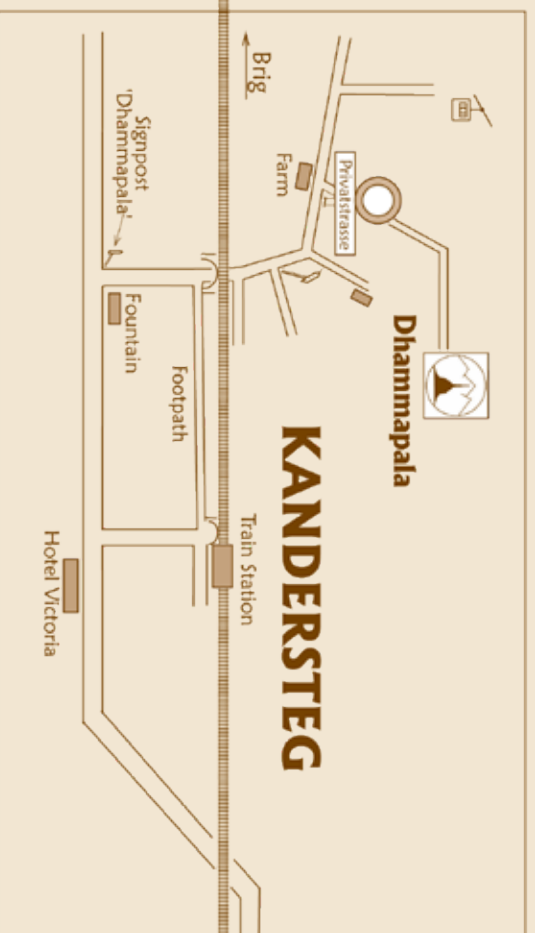 Brig
Privatstrasse
Farm
Signpost
'Dhammapala'
Dhammapala
Fountain
Footpath
KANDERSTEG
Train Station
Hotel Victoria